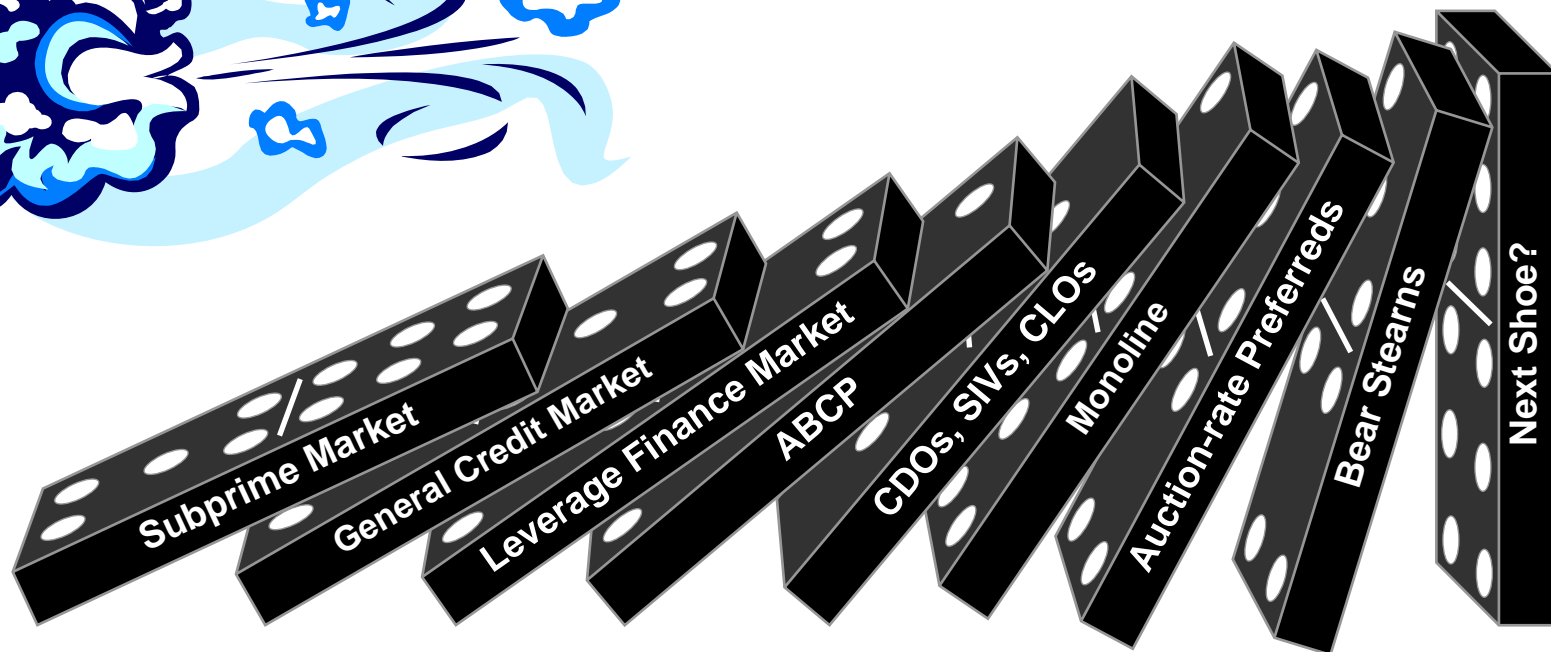 Subprime Market
General Credit Market
Leverage Finance Market
ABCP
CDOs, SIVs, CLOs
Monoline
Auction-rate Preferreds
Bear Stearns
Next Shoe?